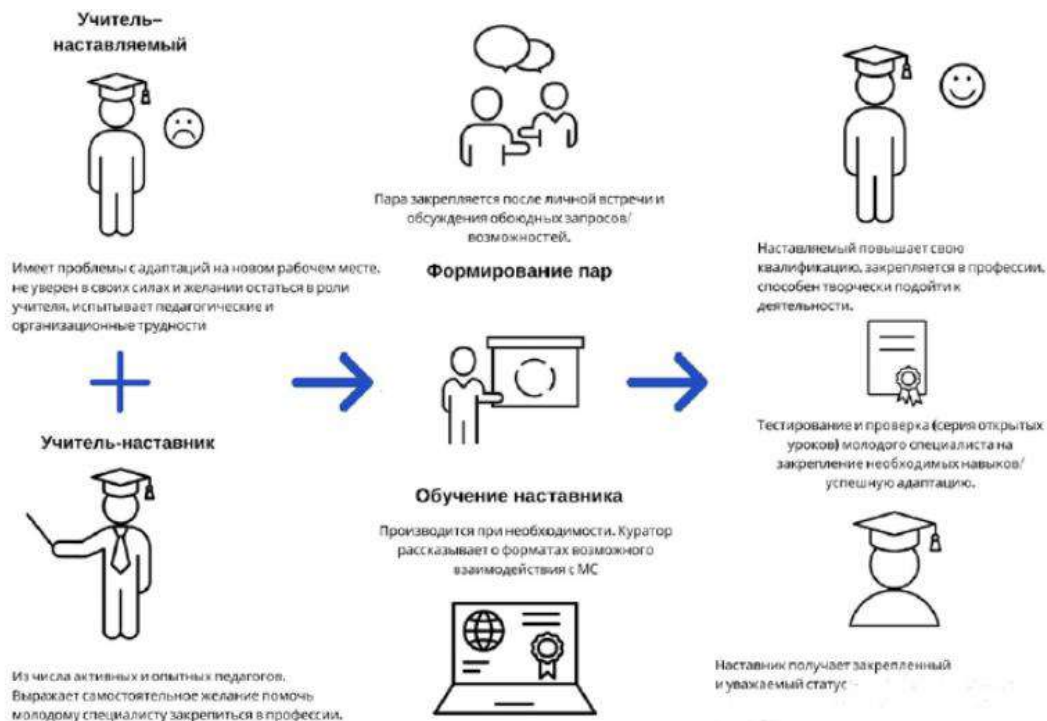 Учитель–
наставляемый
Имеет проблемы с адаптаций на новом рабочем месте,
не уверен в своих силах и желании остаться в роли
учителя, испытывает педагогические и
организационные трудности
Учитель-наставник
Из числа активных и опытных педагогов.
Выражает самостоятельное желание помочь
молодому специалисту закрепиться в профессии.
Пара закрепляется после личной встречи и
обсуждения обоюдных запросов/
возможностей.
Формирование пар
Обучение наставника
Производится при необходимости. Куратор
рассказывает о форматах возможного
взаимодействия с МС
Наставляемый повышает свою
квалификацию, закрепляется в профессии,
способен творчески подойти к
деятельности.
Тестирование и проверка (серия открытых
уроков) молодого специалиста на
закрепление необходимых навыков/
успешную адаптацию.
Наставник получает закрепленный
и уважаемый статус